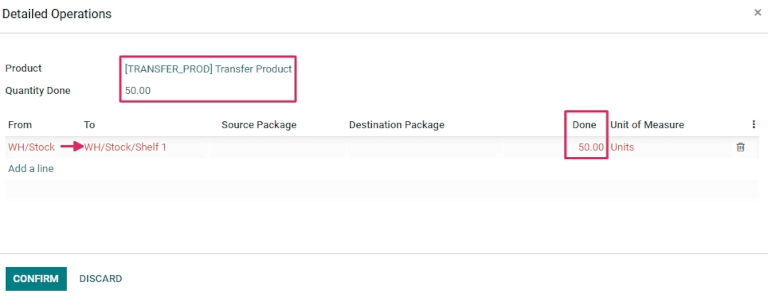 Detailed Operations ×
Product [TRANSFER_PROD] Transfer Product
Quantity Done 50.00
From To Source Package Destination Package Done Unit of Measure
WH/Stock WH/Stock/Shelf 1 50.00 Units
Add a line
CONFIRM DISCARD